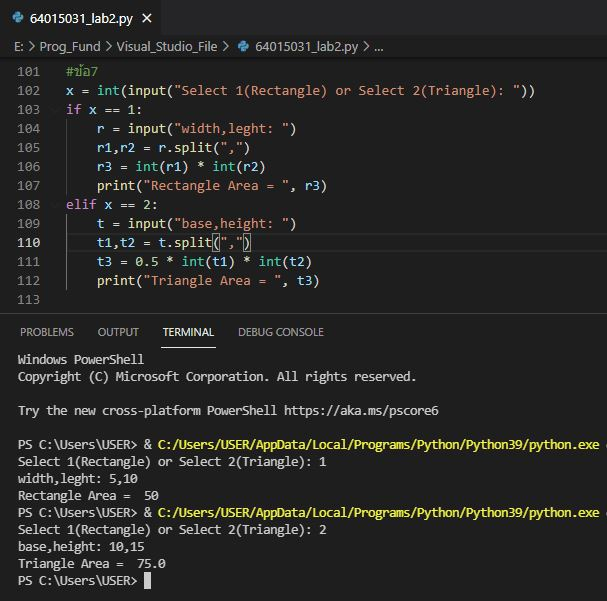 64015031_lab2.py ×
E: > Prog_Fund > Visual_Studio_File > 64015031_lab2.py > ...
101 #ข้อ7
102 x = int(input("Select 1(Rectangle) or Select 2(Triangle): "))
103 if x == 1:
104 r = input("width,leght: ")
105 r1,r2 = r.split(",")
106 r3 = int(r1) * int(r2)
107 print("Rectangle Area = ", r3)
108 elif x == 2:
109 t = input("base,height: ")
110 t1,t2 = t.split(",")
111 t3 = 0.5 * int(t1) * int(t2)
112 print("Triangle Area = ", t3)
113
PROBLEMS OUTPUT TERMINAL DEBUG CONSOLE
Windows PowerShell
Copyright (C) Microsoft Corporation. All rights reserved.
Try the new cross-platform PowerShell https://aka.ms/pscore6
PS C:\Users\USER> & C:/Users/USER/AppData/Local/Programs/Python/Python39/python.exe
Select 1(Rectangle) or Select 2(Triangle): 1
width,leght: 5,10
Rectangle Area =  50
PS C:\Users\USER> & C:/Users/USER/AppData/Local/Programs/Python/Python39/python.exe
Select 1(Rectangle) or Select 2(Triangle): 2
base,height: 10,15
Triangle Area =  75.0
PS C:\Users\USER>